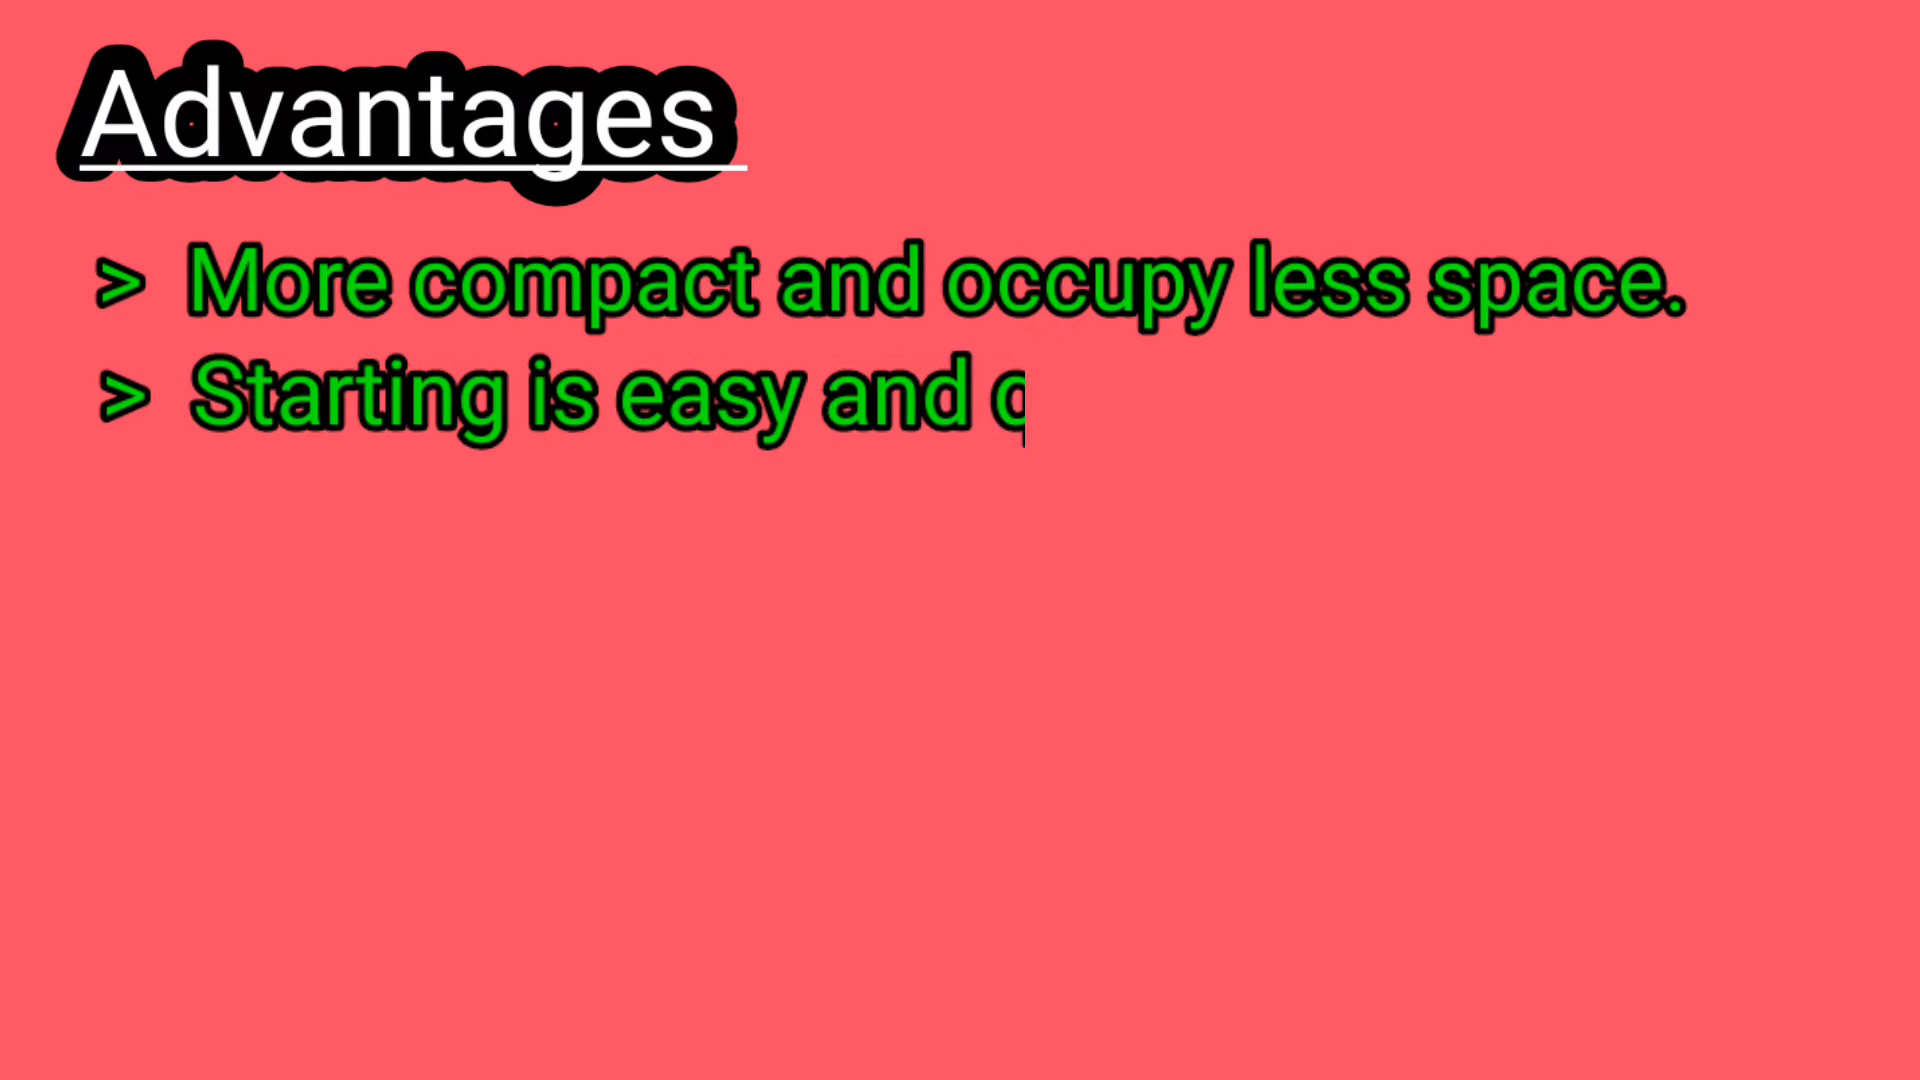 Advantages
> More compact and occupy less space.
> Starting is easy and